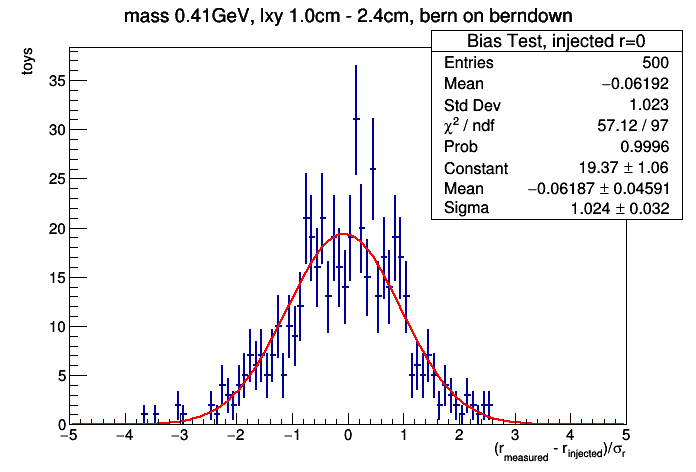 mass 0.41GeV, lxy 1.0cm - 2.4cm, bern on berndown
toys
Bias Test, injected r=0
Entries 500
Mean −0.06192
Std Dev 1.023
χ² / ndf 57.12 / 97
Prob 0.9996
Constant 19.37 ± 1.06
Mean −0.06187 ± 0.04591
Sigma 1.024 ± 0.032
35
30
25
20
15
10
5
0
−5 −4 −3 −2 −1 0 1 2 3 4 5
(r_measured - r_injected)/σ_r